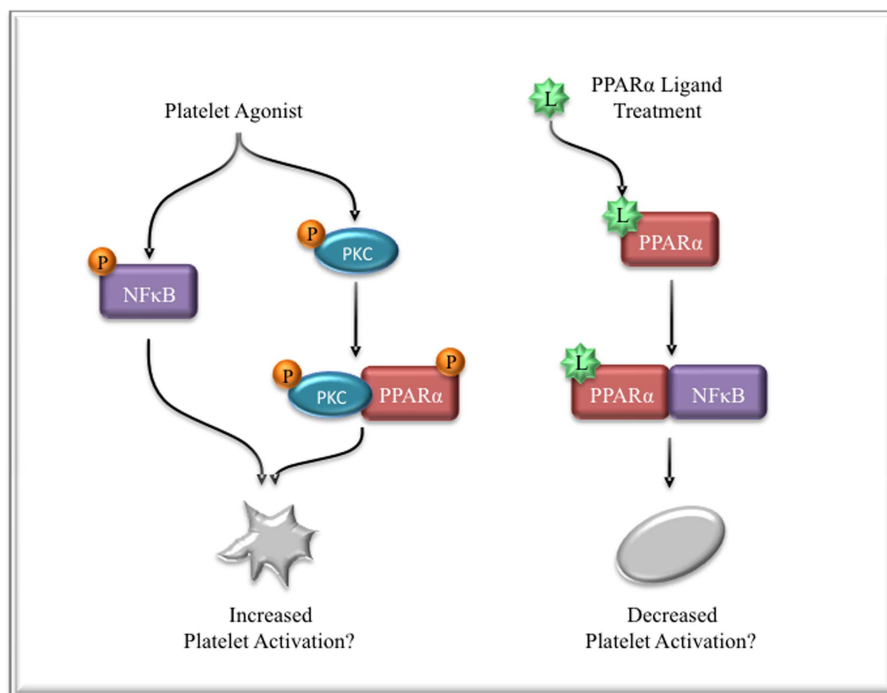 Platelet Agonist
P
NFκB
P
PKC
P
PKC
P
PPARα
Increased
Platelet Activation?
L
PPARα Ligand
Treatment
L
PPARα
L
PPARα
NFκB
Decreased
Platelet Activation?